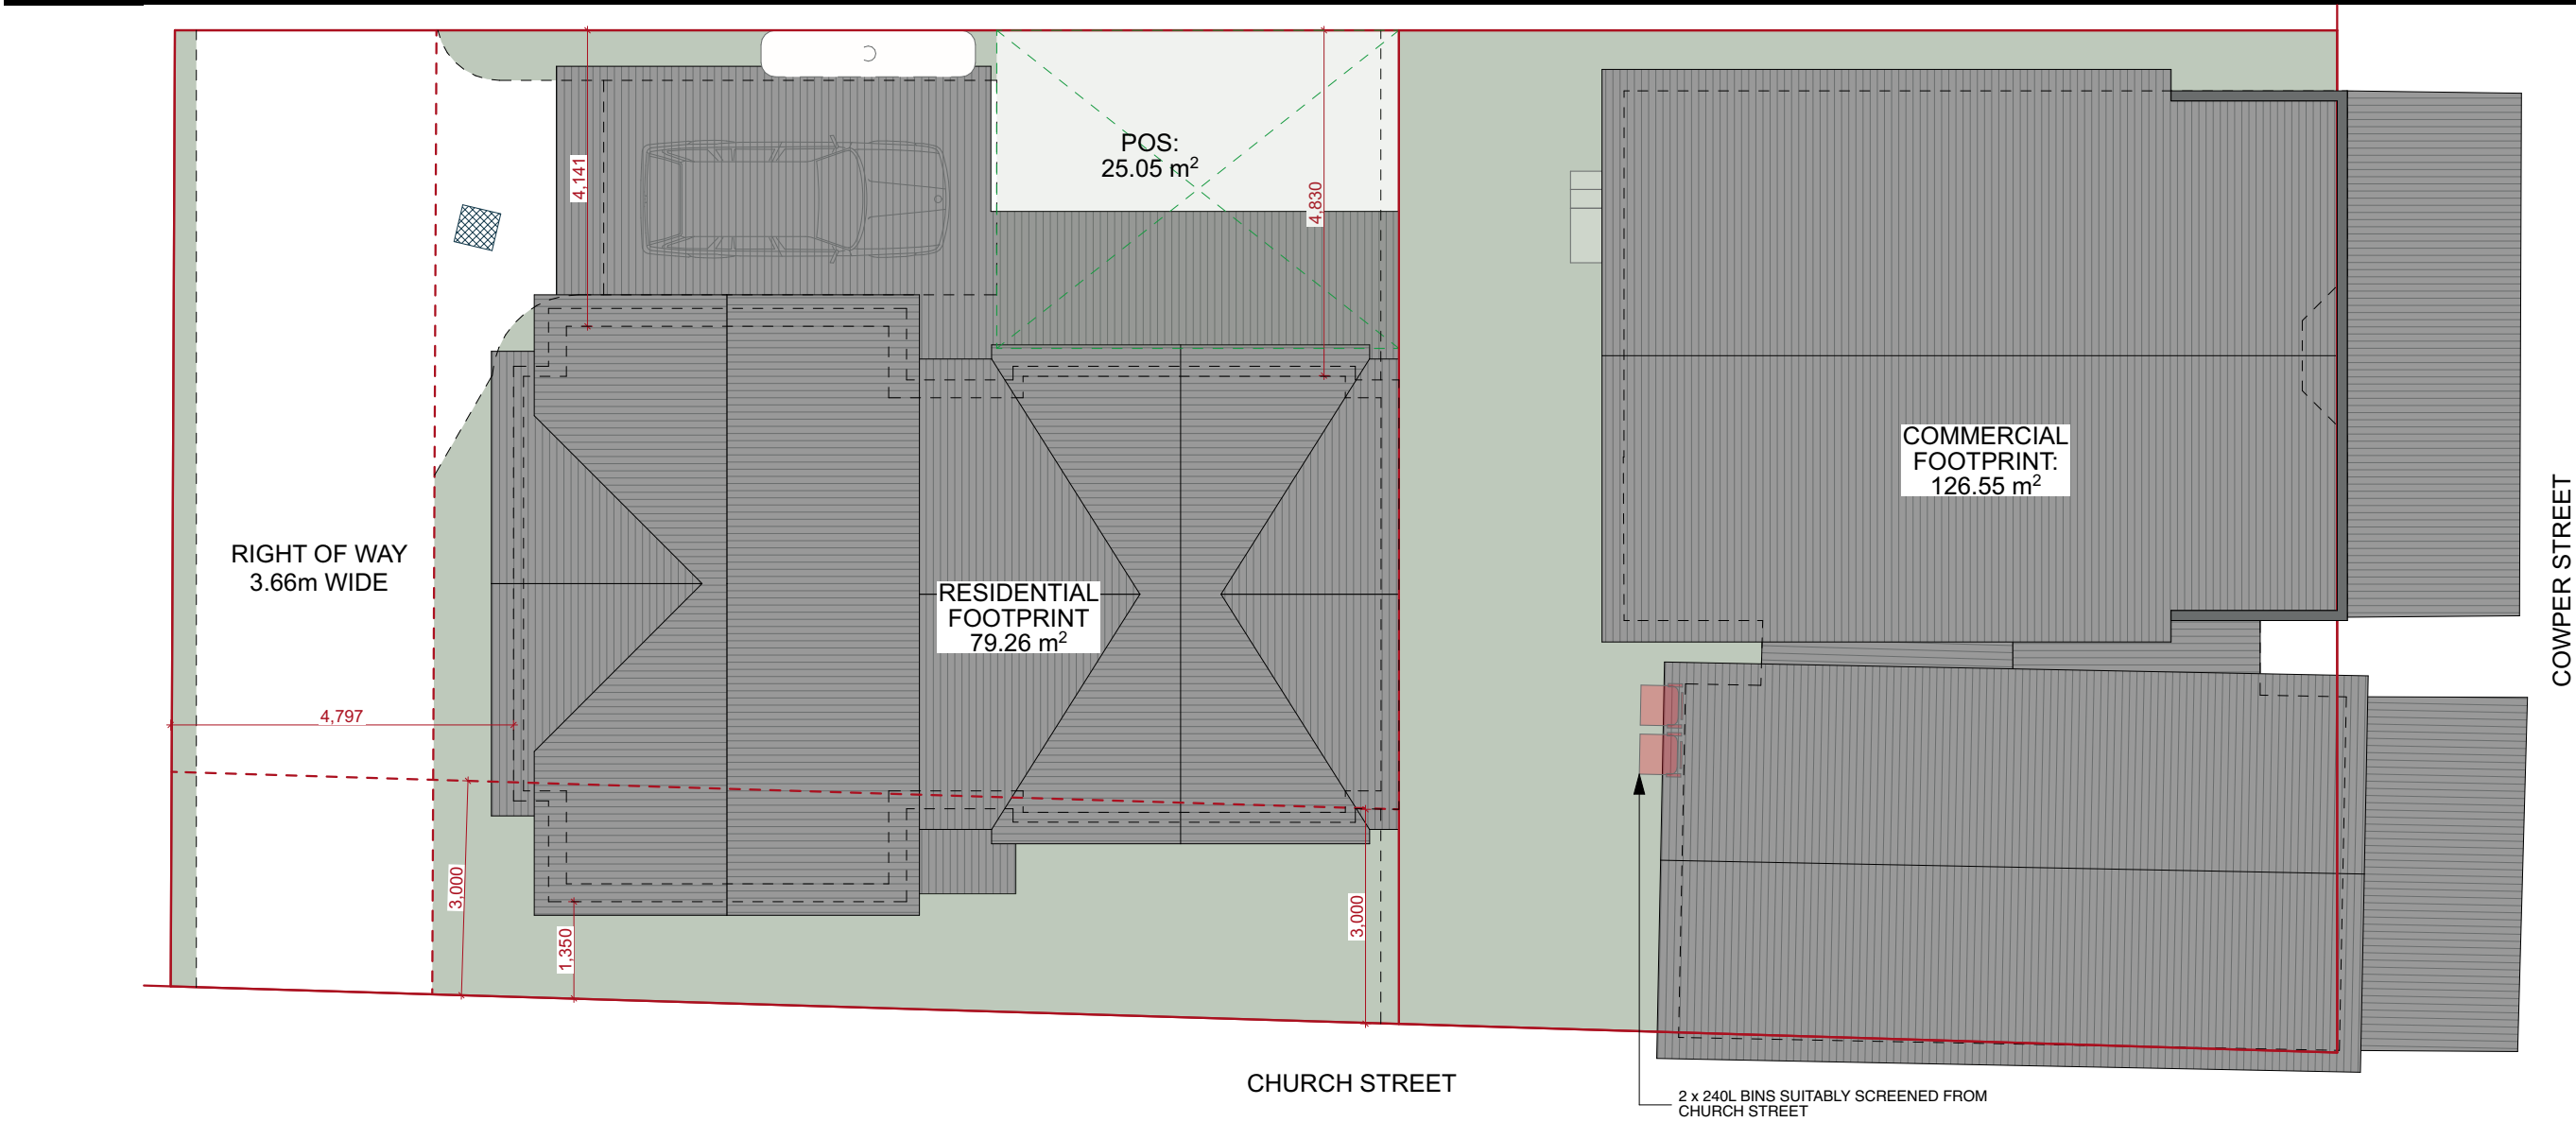 POS:
25.05 m²
4,141
4,830
COMMERCIAL
FOOTPRINT:
126.55 m²
COWPER STREET
RIGHT OF WAY
3.66m WIDE
RESIDENTIAL
FOOTPRINT
79.26 m²
4,797
3,000
1,350
3,000
CHURCH STREET
2 x 240L BINS SUITABLY SCREENED FROM
CHURCH STREET